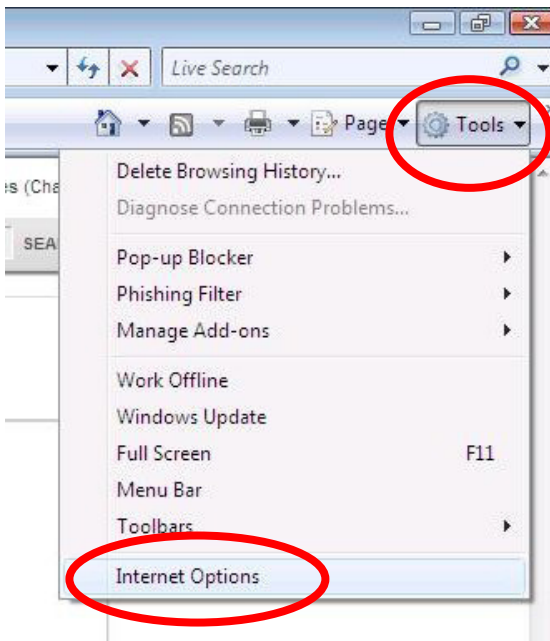 Live Search
Page Tools
es (Cha
SEA
Delete Browsing History...
Diagnose Connection Problems...
Pop-up Blocker
Phishing Filter
Manage Add-ons
Work Offline
Windows Update
Full Screen F11
Menu Bar
Toolbars
Internet Options